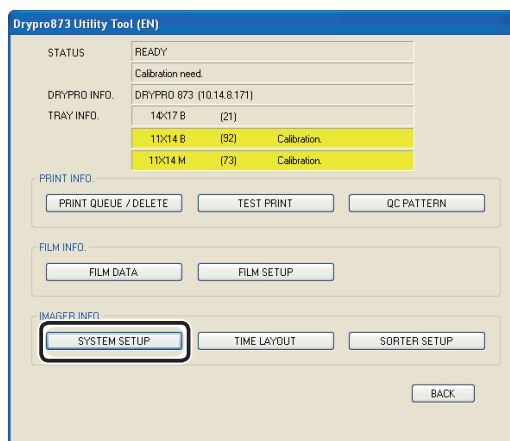 Drypro873 Utility Tool (EN)
STATUS READY
Calibration need.
DRYPRO INFO. DRYPRO 873 (10.14.8.171)
TRAY INFO. 14X17 B (21)
11X14 B (92) Calibration.
11X14 M (73) Calibration.
PRINT INFO.
PRINT QUEUE / DELETE TEST PRINT QC PATTERN
FILM INFO.
FILM DATA FILM SETUP
IMAGER INFO.
SYSTEM SETUP TIME LAYOUT SORTER SETUP
BACK